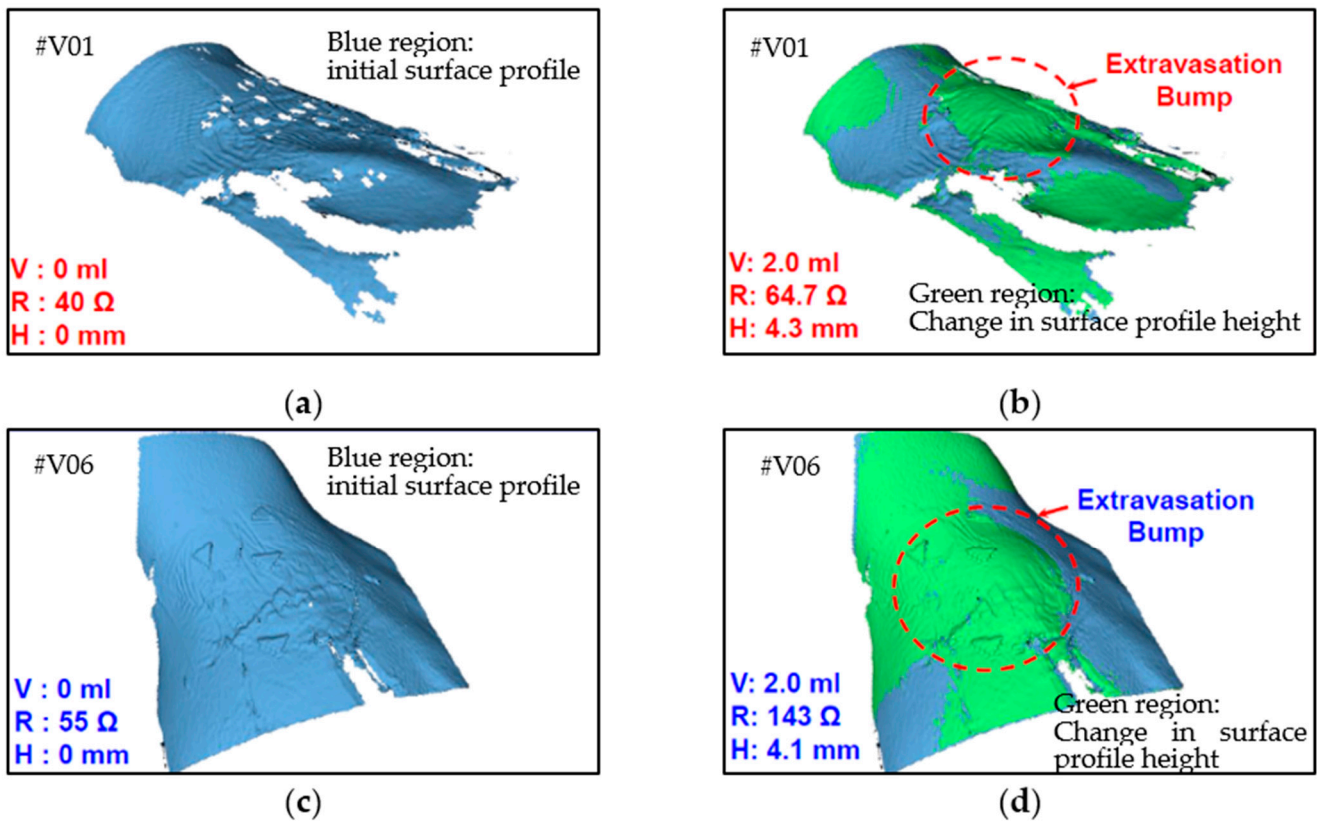 #V01
Blue region:
initial surface profile
V : 0 ml
R : 40 Ω
H : 0 mm
(a)
#V01
Extravasation
Bump
V: 2.0 ml
R: 64.7 Ω
H: 4.3 mm
Green region:
Change in surface profile height
(b)
#V06
Blue region:
initial surface profile
V : 0 ml
R : 55 Ω
H : 0 mm
(c)
#V06
Extravasation
Bump
V: 2.0 ml
R: 143 Ω
H: 4.1 mm
Green region:
Change in surface
profile height
(d)